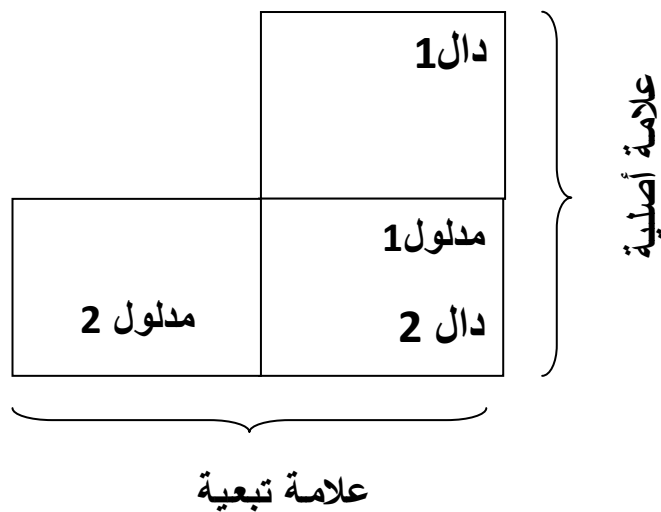 دال1
علامة أصلية
مدلول1
دال 2
مدلول 2
علامة تبعية